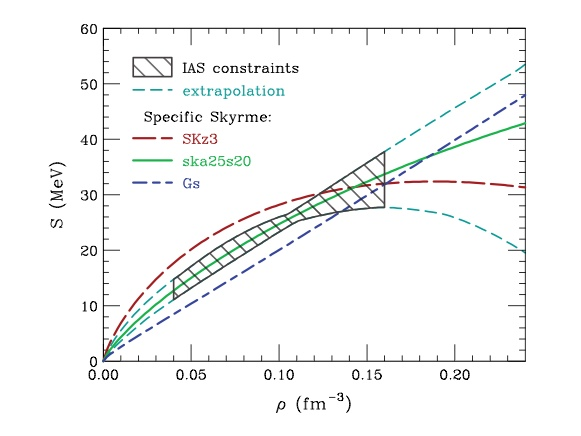 60
50
40
30
20
10
0
S (MeV)
IAS constraints
extrapolation
Specific Skyrme:
SKz3
ska25s20
Gs
0.00 0.05 0.10 0.15 0.20
ρ (fm⁻³)